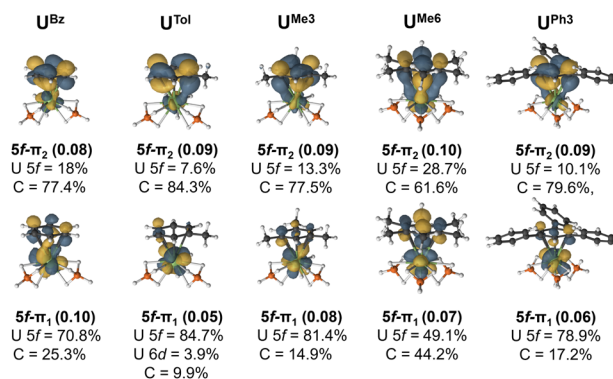 U^Bz U^Tol U^Me3 U^Me6 U^Ph3
5f-π₂ (0.08) 5f-π₂ (0.09) 5f-π₂ (0.09) 5f-π₂ (0.10) 5f-π₂ (0.09)
U 5f = 18% U 5f = 7.6% U 5f = 13.3% U 5f = 28.7% U 5f = 10.1%
C = 77.4% C = 84.3% C = 77.5% C = 61.6% C = 79.6%,
5f-π₁ (0.10) 5f-π₁ (0.05) 5f-π₁ (0.08) 5f-π₁ (0.07) 5f-π₁ (0.06)
U 5f = 70.8% U 5f = 84.7% U 5f = 81.4% U 5f = 49.1% U 5f = 78.9%
C = 25.3% U 6d = 3.9% C = 14.9% C = 44.2% C = 17.2%
C = 9.9%